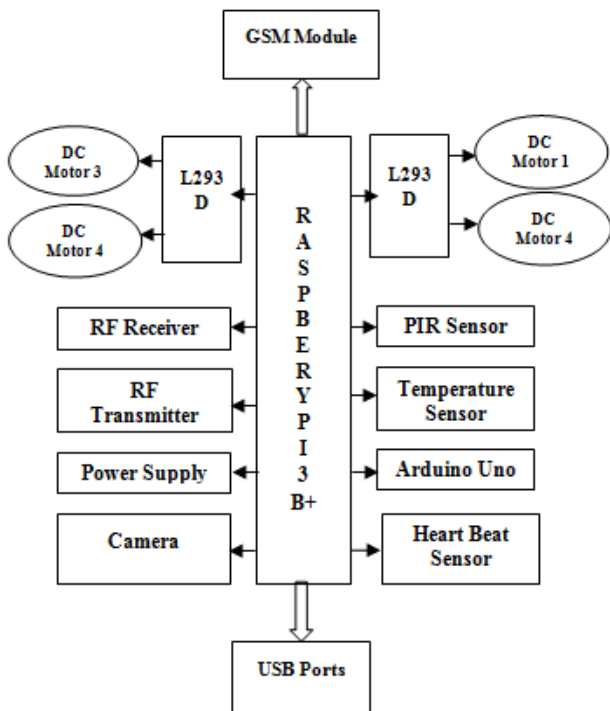 GSM Module
DC
Motor 3
L293
D
DC
Motor 4
L293
D
DC
Motor 1
DC
Motor 4
R
A
S
P
B
E
R
Y
P
I
3
B+
RF Receiver
RF
Transmitter
Power Supply
Camera
PIR Sensor
Temperature
Sensor
Arduino Uno
Heart Beat
Sensor
USB Ports